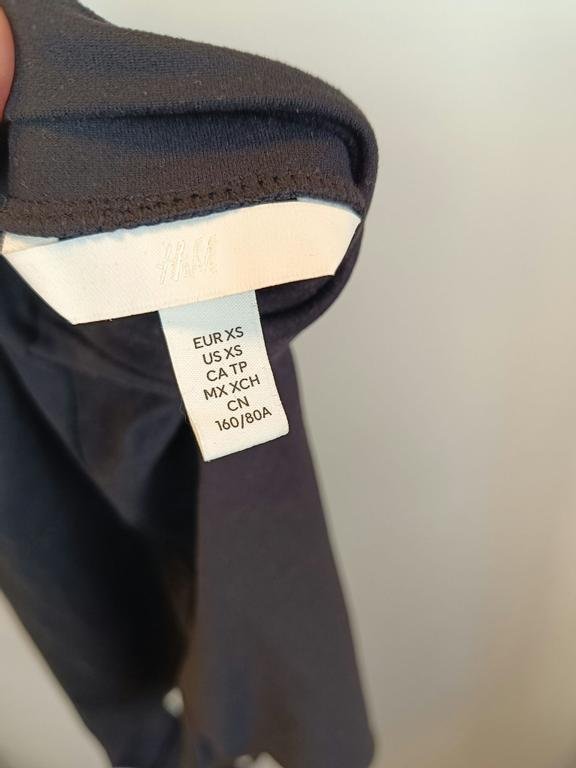 H&M
EUR XS
US XS
CA TP
MX XCH
CN
160/80A